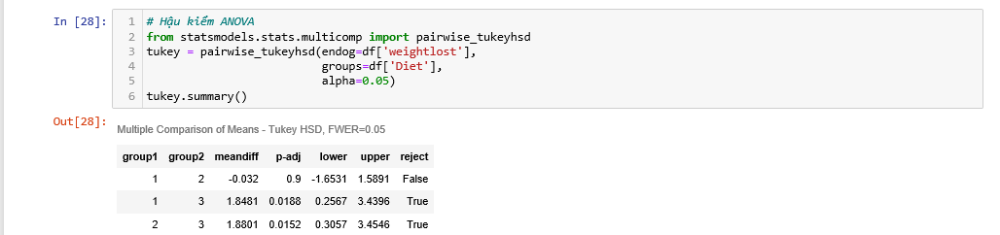 In [28]:
1 # Hậu kiểm ANOVA
2 from statsmodels.stats.multicomp import pairwise_tukeyhsd
3 tukey = pairwise_tukeyhsd(endog=df['weightlost'],
4 groups=df['Diet'],
5 alpha=0.05)
6 tukey.summary()
Out[28]:
Multiple Comparison of Means - Tukey HSD, FWER=0.05
group1 group2 meandiff p-adj lower upper reject
1 2 -0.032 0.9 -1.6531 1.5891 False
1 3 1.8481 0.0188 0.2567 3.4396 True
2 3 1.8801 0.0152 0.3057 3.4546 True